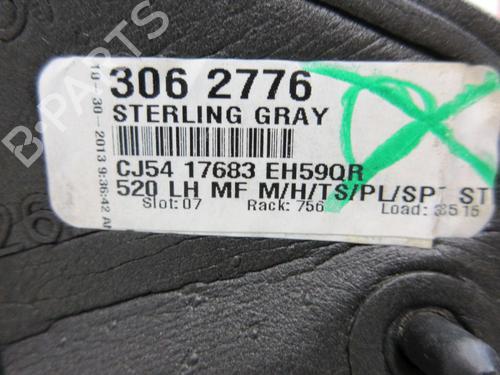 306 2776
STERLING GRAY
CJ54 17683 EH59QR
520 LH MF M/H/TS/PL/SPT ST
Slot: 07 Rack: 756 Load:
10-30-2013 9:36:42 AM
B-PARTS